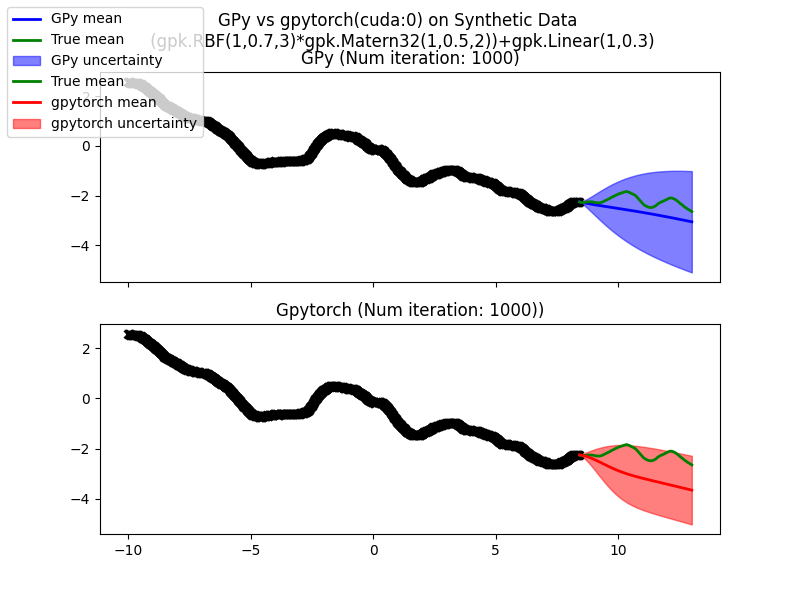 GPy vs gpytorch(cuda:0) on Synthetic Data
(gpk.RBF(1,0.7,3)*gpk.Matern32(1,0.5,2))+gpk.Linear(1,0.3)
GPy mean
True mean
GPy uncertainty
True mean
gpytorch mean
gpytorch uncertainty
GPy (Num iteration: 1000)
2
0
−2
−4
Gpytorch (Num iteration: 1000))
2
0
−2
−4
−10
−5
0
5
10